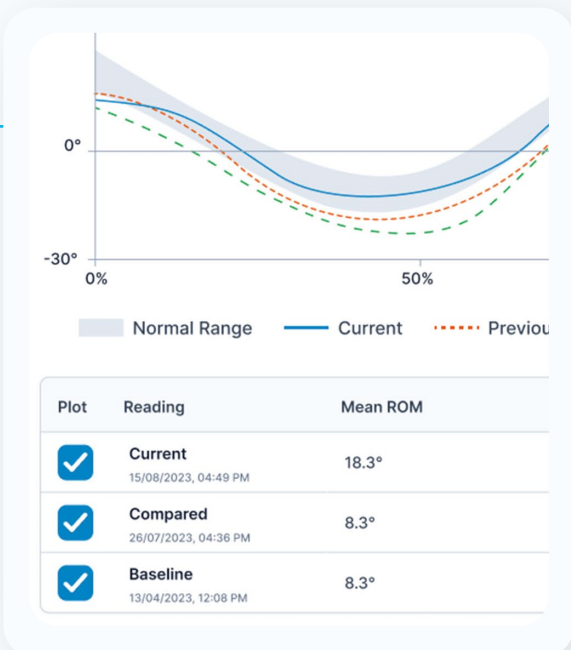 0°
-30°
0% 50%
Normal Range Current Previou
Plot Reading Mean ROM
Current
15/08/2023, 04:49 PM
18.3°
Compared
26/07/2023, 04:36 PM
8.3°
Baseline
13/04/2023, 12:08 PM
8.3°